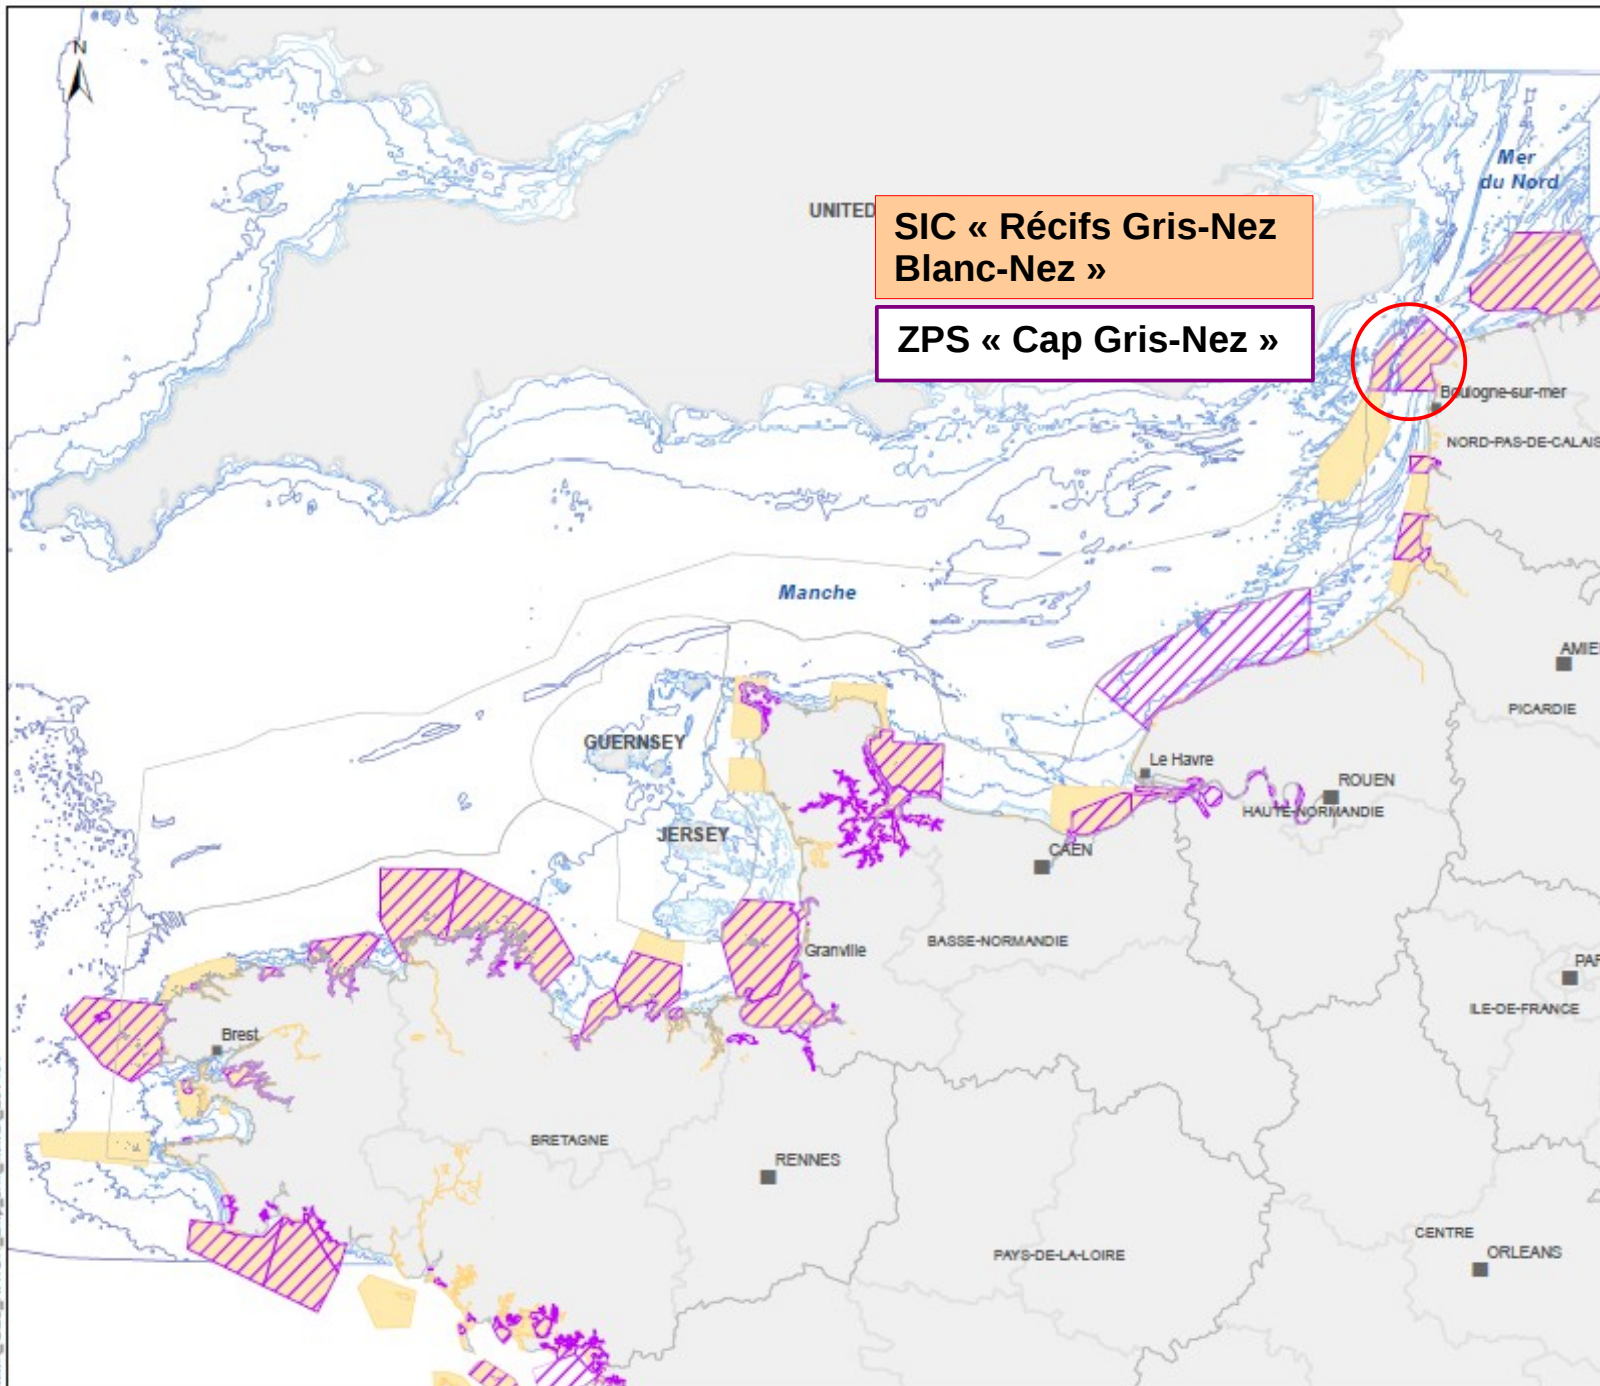 N
Mer
du Nord
UNITED
SIC « Récifs Gris-Nez
Blanc-Nez »
ZPS « Cap Gris-Nez »
Boulogne-sur-mer
NORD-PAS-DE-CALAIS
Manche
AMIE
PICARDIE
GUERNSEY
Le Havre
ROUEN
HAUTE-NORMANDIE
JERSEY
CAEN
BASSE-NORMANDIE
Granville
PAR
ILE-DE-FRANCE
Brest
BRETAGNE
RENNES
CENTRE
ORLEANS
PAYS-DE-LA-LOIRE